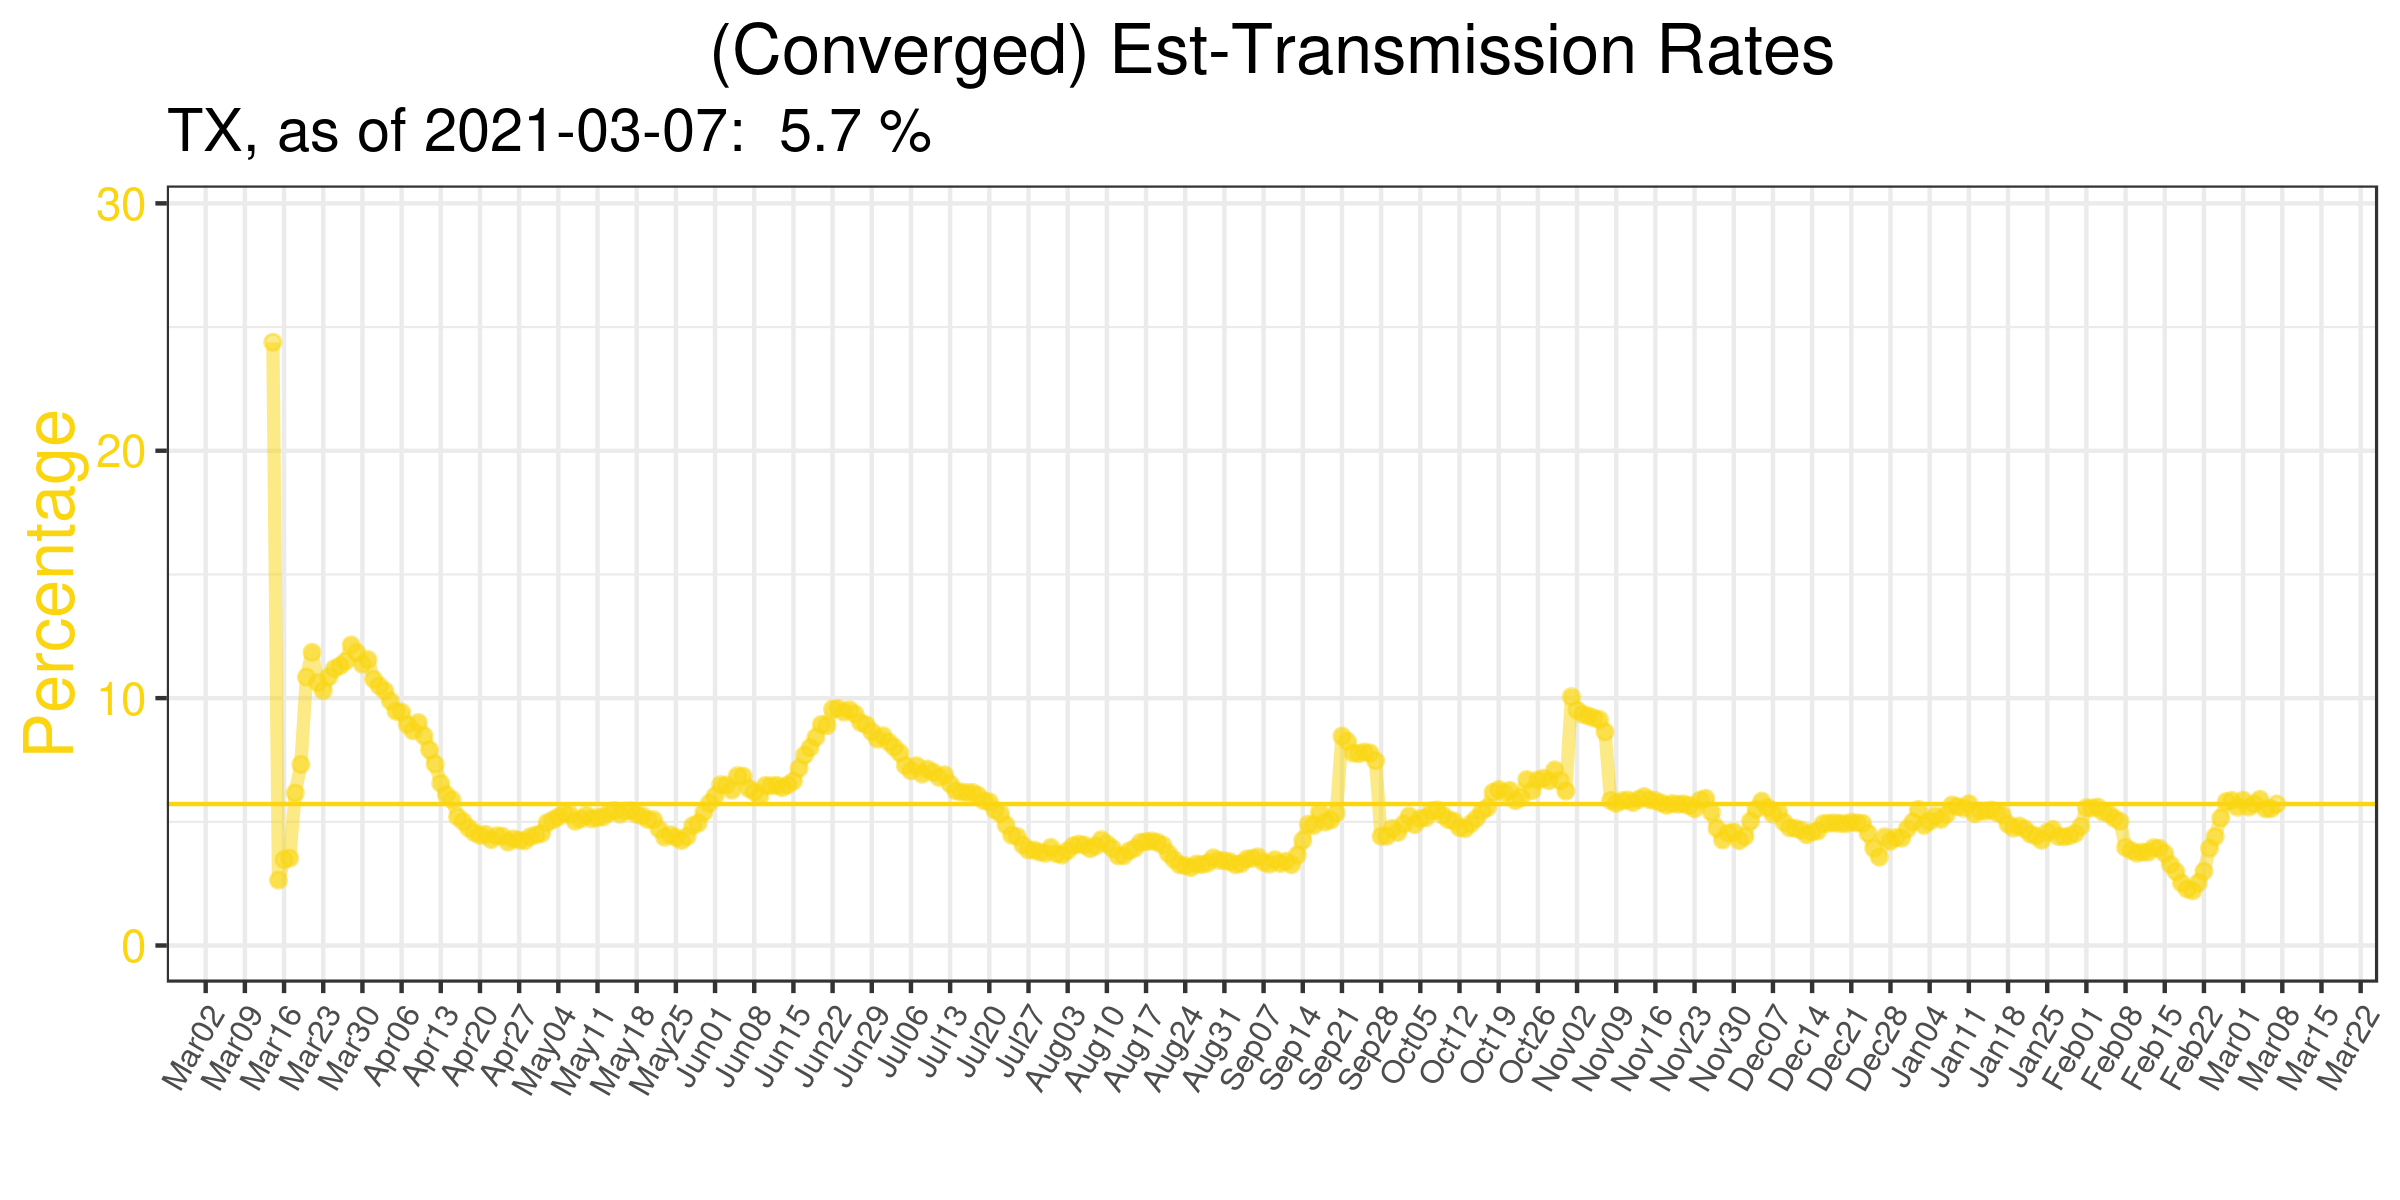 (Converged) Est-Transmission Rates
TX, as of 2021-03-07:  5.7 %
Percentage
30
20
10
0
Mar02
Mar09
Mar16
Mar23
Mar30
Apr06
Apr13
Apr20
Apr27
May04
May11
May18
May25
Jun01
Jun08
Jun15
Jun22
Jun29
Jul06
Jul13
Jul20
Jul27
Aug03
Aug10
Aug17
Aug24
Aug31
Sep07
Sep14
Sep21
Sep28
Oct05
Oct12
Oct19
Oct26
Nov02
Nov09
Nov16
Nov23
Nov30
Dec07
Dec14
Dec21
Dec28
Jan04
Jan11
Jan18
Jan25
Feb01
Feb08
Feb15
Feb22
Mar01
Mar08
Mar15
Mar22